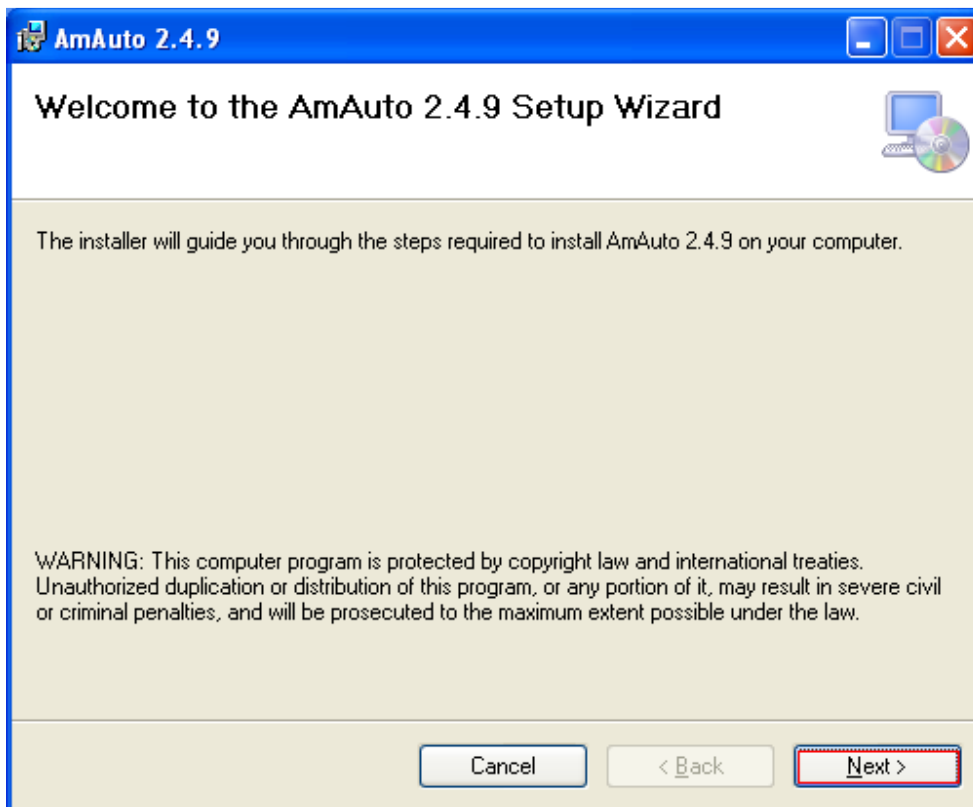 AmAuto 2.4.9
Welcome to the AmAuto 2.4.9 Setup Wizard
The installer will guide you through the steps required to install AmAuto 2.4.9 on your computer.
WARNING: This computer program is protected by copyright law and international treaties.
Unauthorized duplication or distribution of this program, or any portion of it, may result in severe civil
or criminal penalties, and will be prosecuted to the maximum extent possible under the law.
Cancel
< Back
Next >